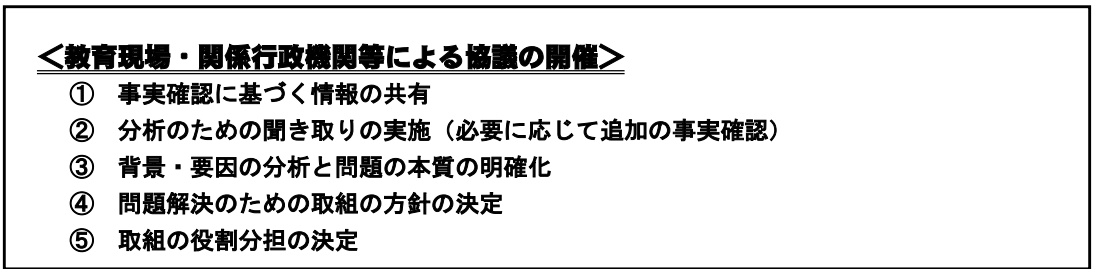 ＜教育現場・関係行政機関等による協議の開催＞
① 事実確認に基づく情報の共有
② 分析のための聞き取りの実施（必要に応じて追加の事実確認）
③ 背景・要因の分析と問題の本質の明確化
④ 問題解決のための取組の方針の決定
⑤ 取組の役割分担の決定